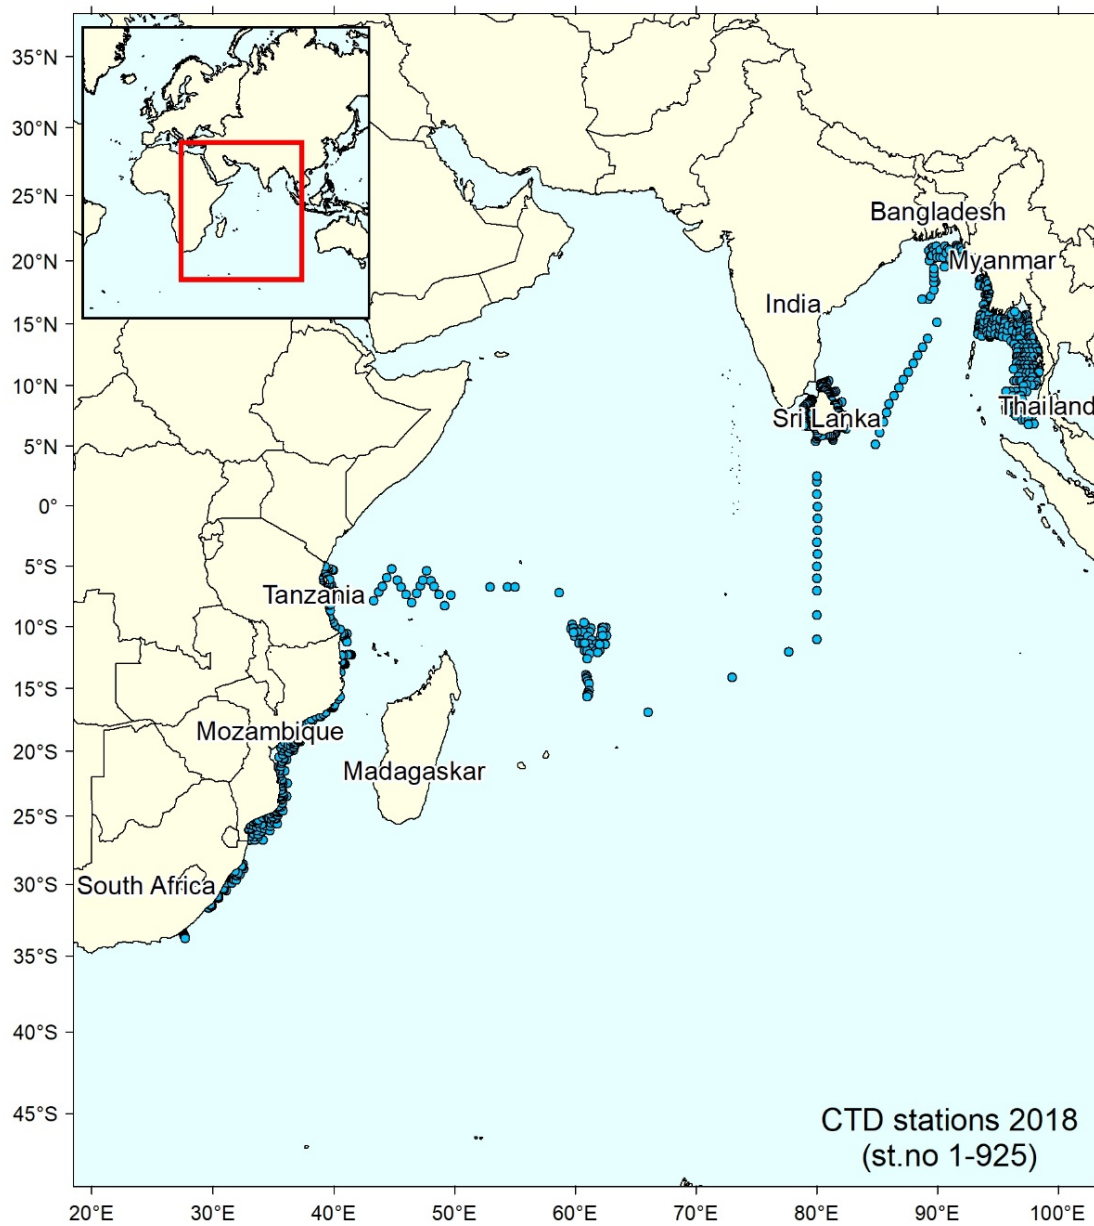 35°N
30°N
25°N
20°N
15°N
10°N
5°N
0°
5°S
10°S
15°S
20°S
25°S
30°S
35°S
40°S
45°S
Bangladesh
Myanmar
India
Sri Lanka
Thailand
Tanzania
Mozambique
Madagaskar
South Africa
CTD stations 2018
(st.no 1-925)
20°E 30°E 40°E 50°E 60°E 70°E 80°E 90°E 100°E